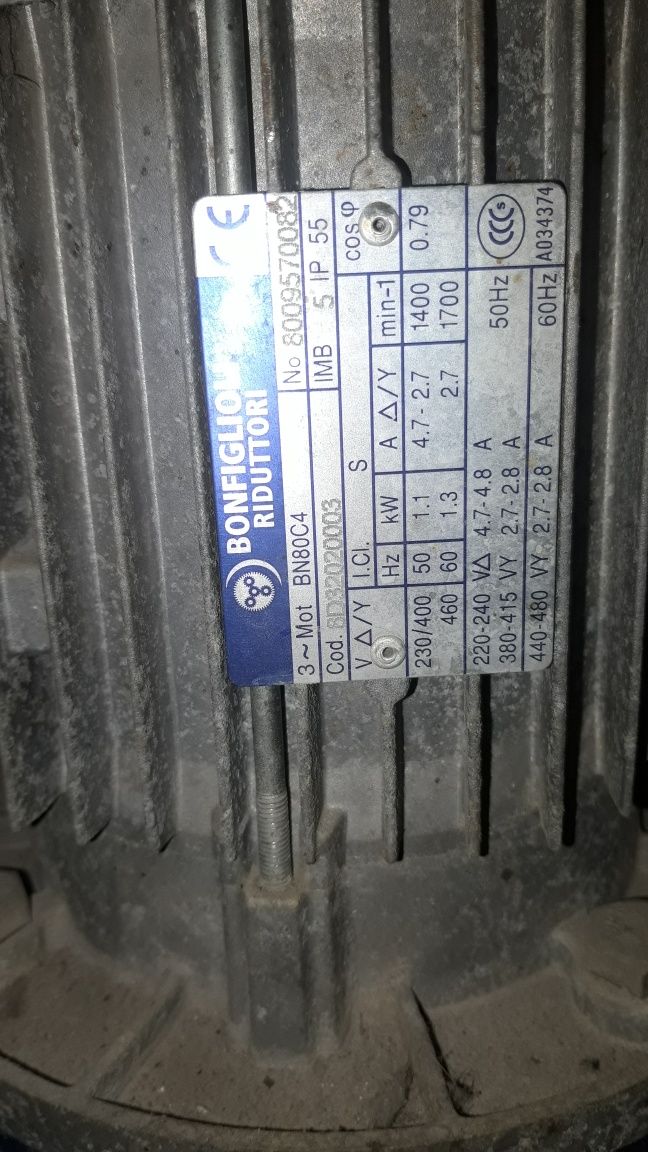 BONFIGLIOLI CE
RIDUTTORI
3~Mot BN80C4 No 8009570082
Cod. 8D32020003 IMB 5 IP 55
V Δ/Y I.Cl. S cos φ
Hz kW A Δ/Y min-1
230/400 50 1.1 4.7-2.7 1400 0.79
460 60 1.3 2.7 1700
220-240 VΔ 4.7-4.8 A
380-415 VY 2.7-2.8 A 50Hz CCC S
440-480 VY 2.7-2.8 A 60Hz A034374